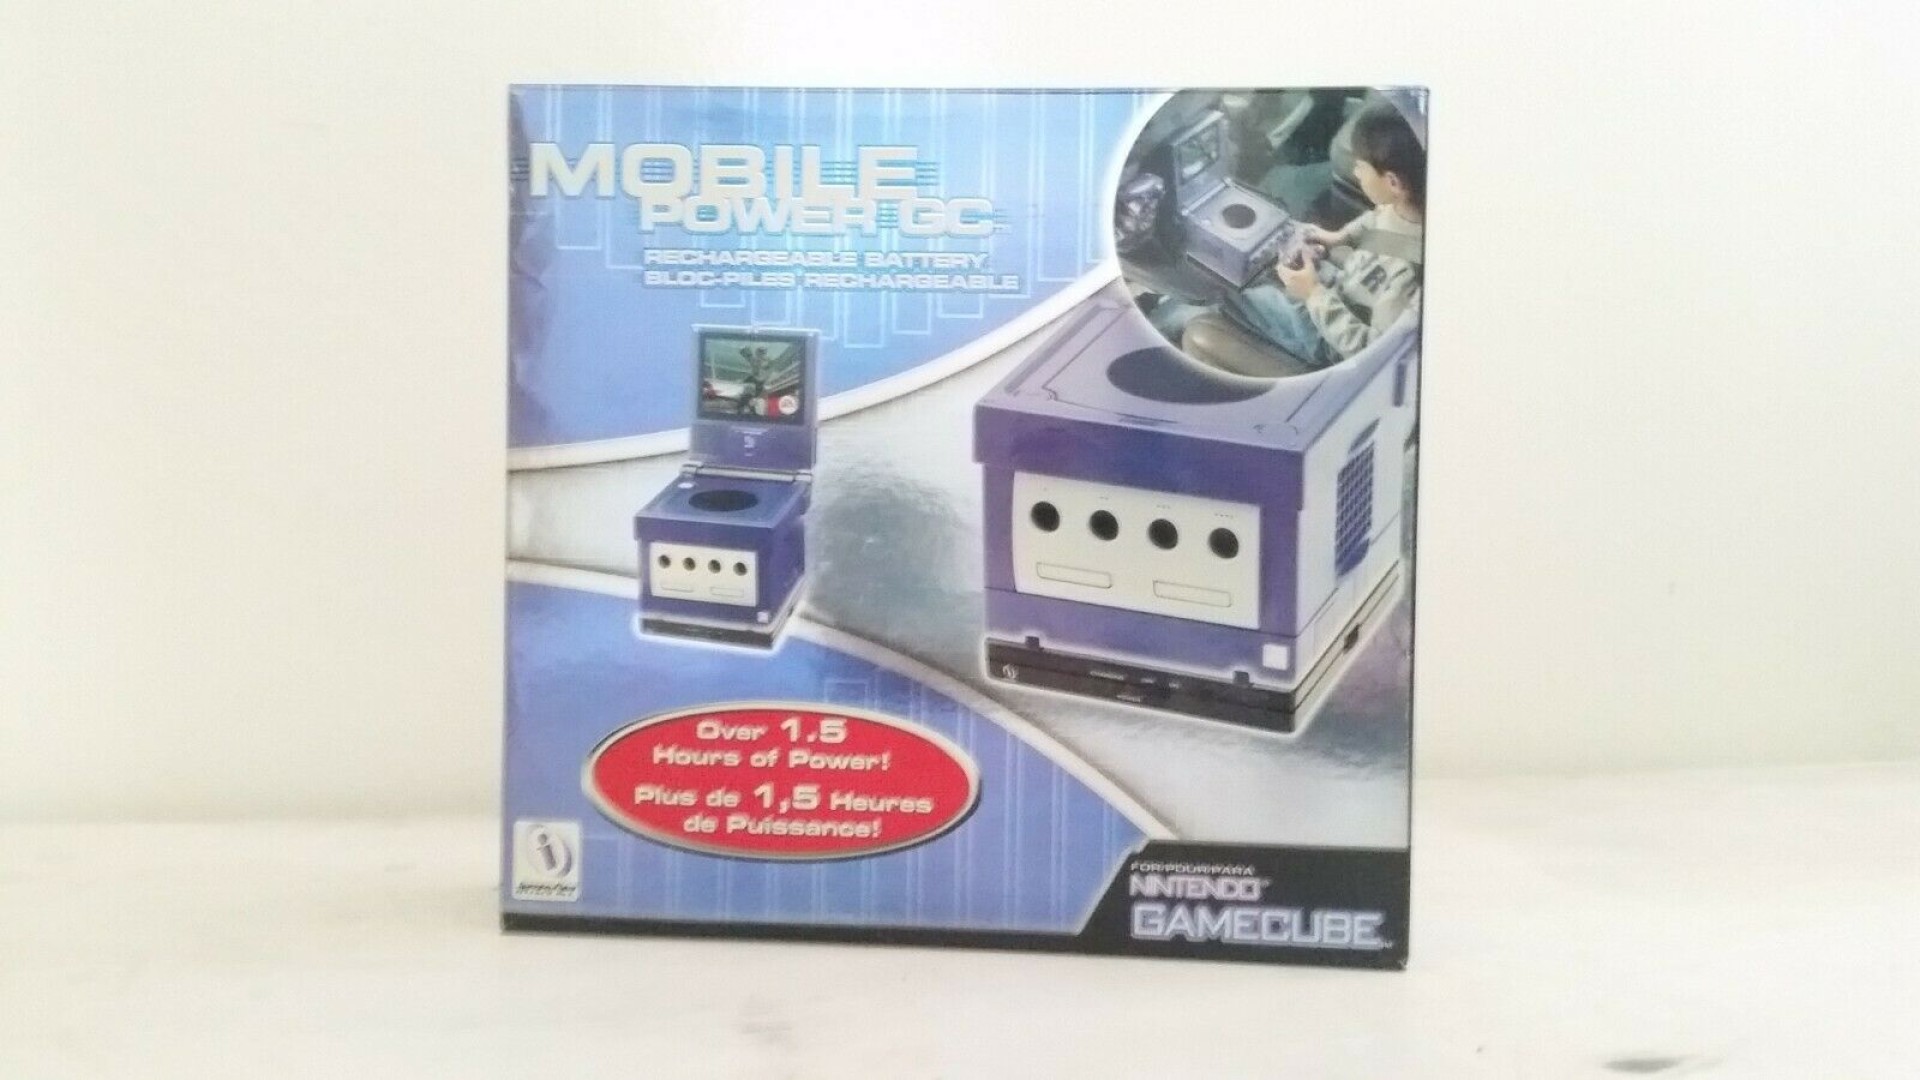 MOBILE
POWER GC
RECHARGEABLE BATTERY
BLOC-PILES RECHARGEABLE
Over 1.5
Hours of Power!
Plus de 1,5 Heures
de Puissance!
FOR/POUR/PARA
NINTENDO
GAMECUBE